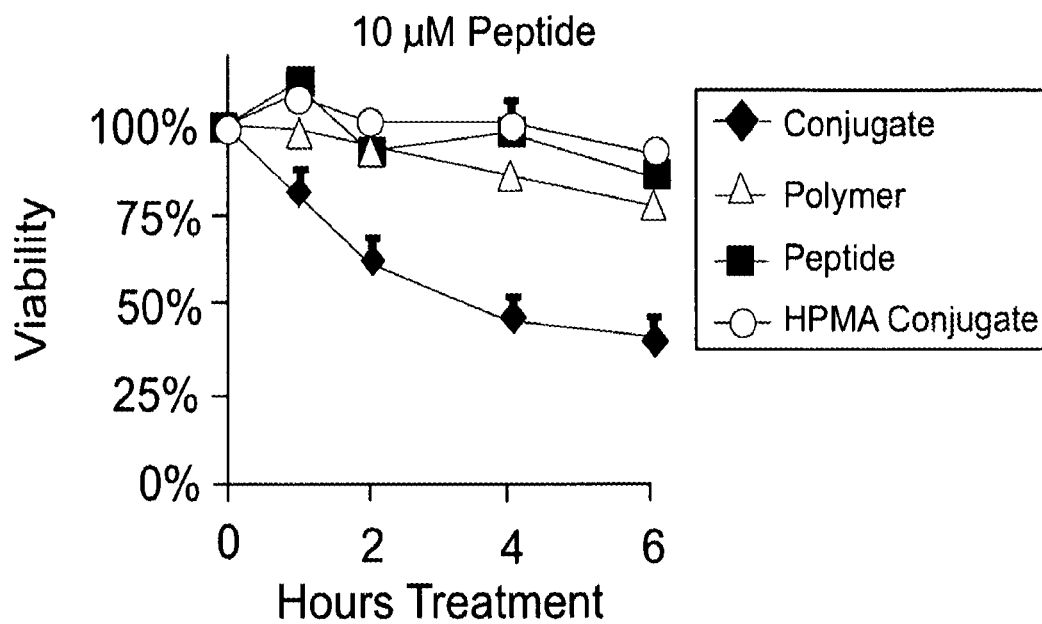 10 µM Peptide
Viability
100%
75%
50%
25%
0%
0 2 4 6
Hours Treatment
Conjugate
Polymer
Peptide
HPMA Conjugate